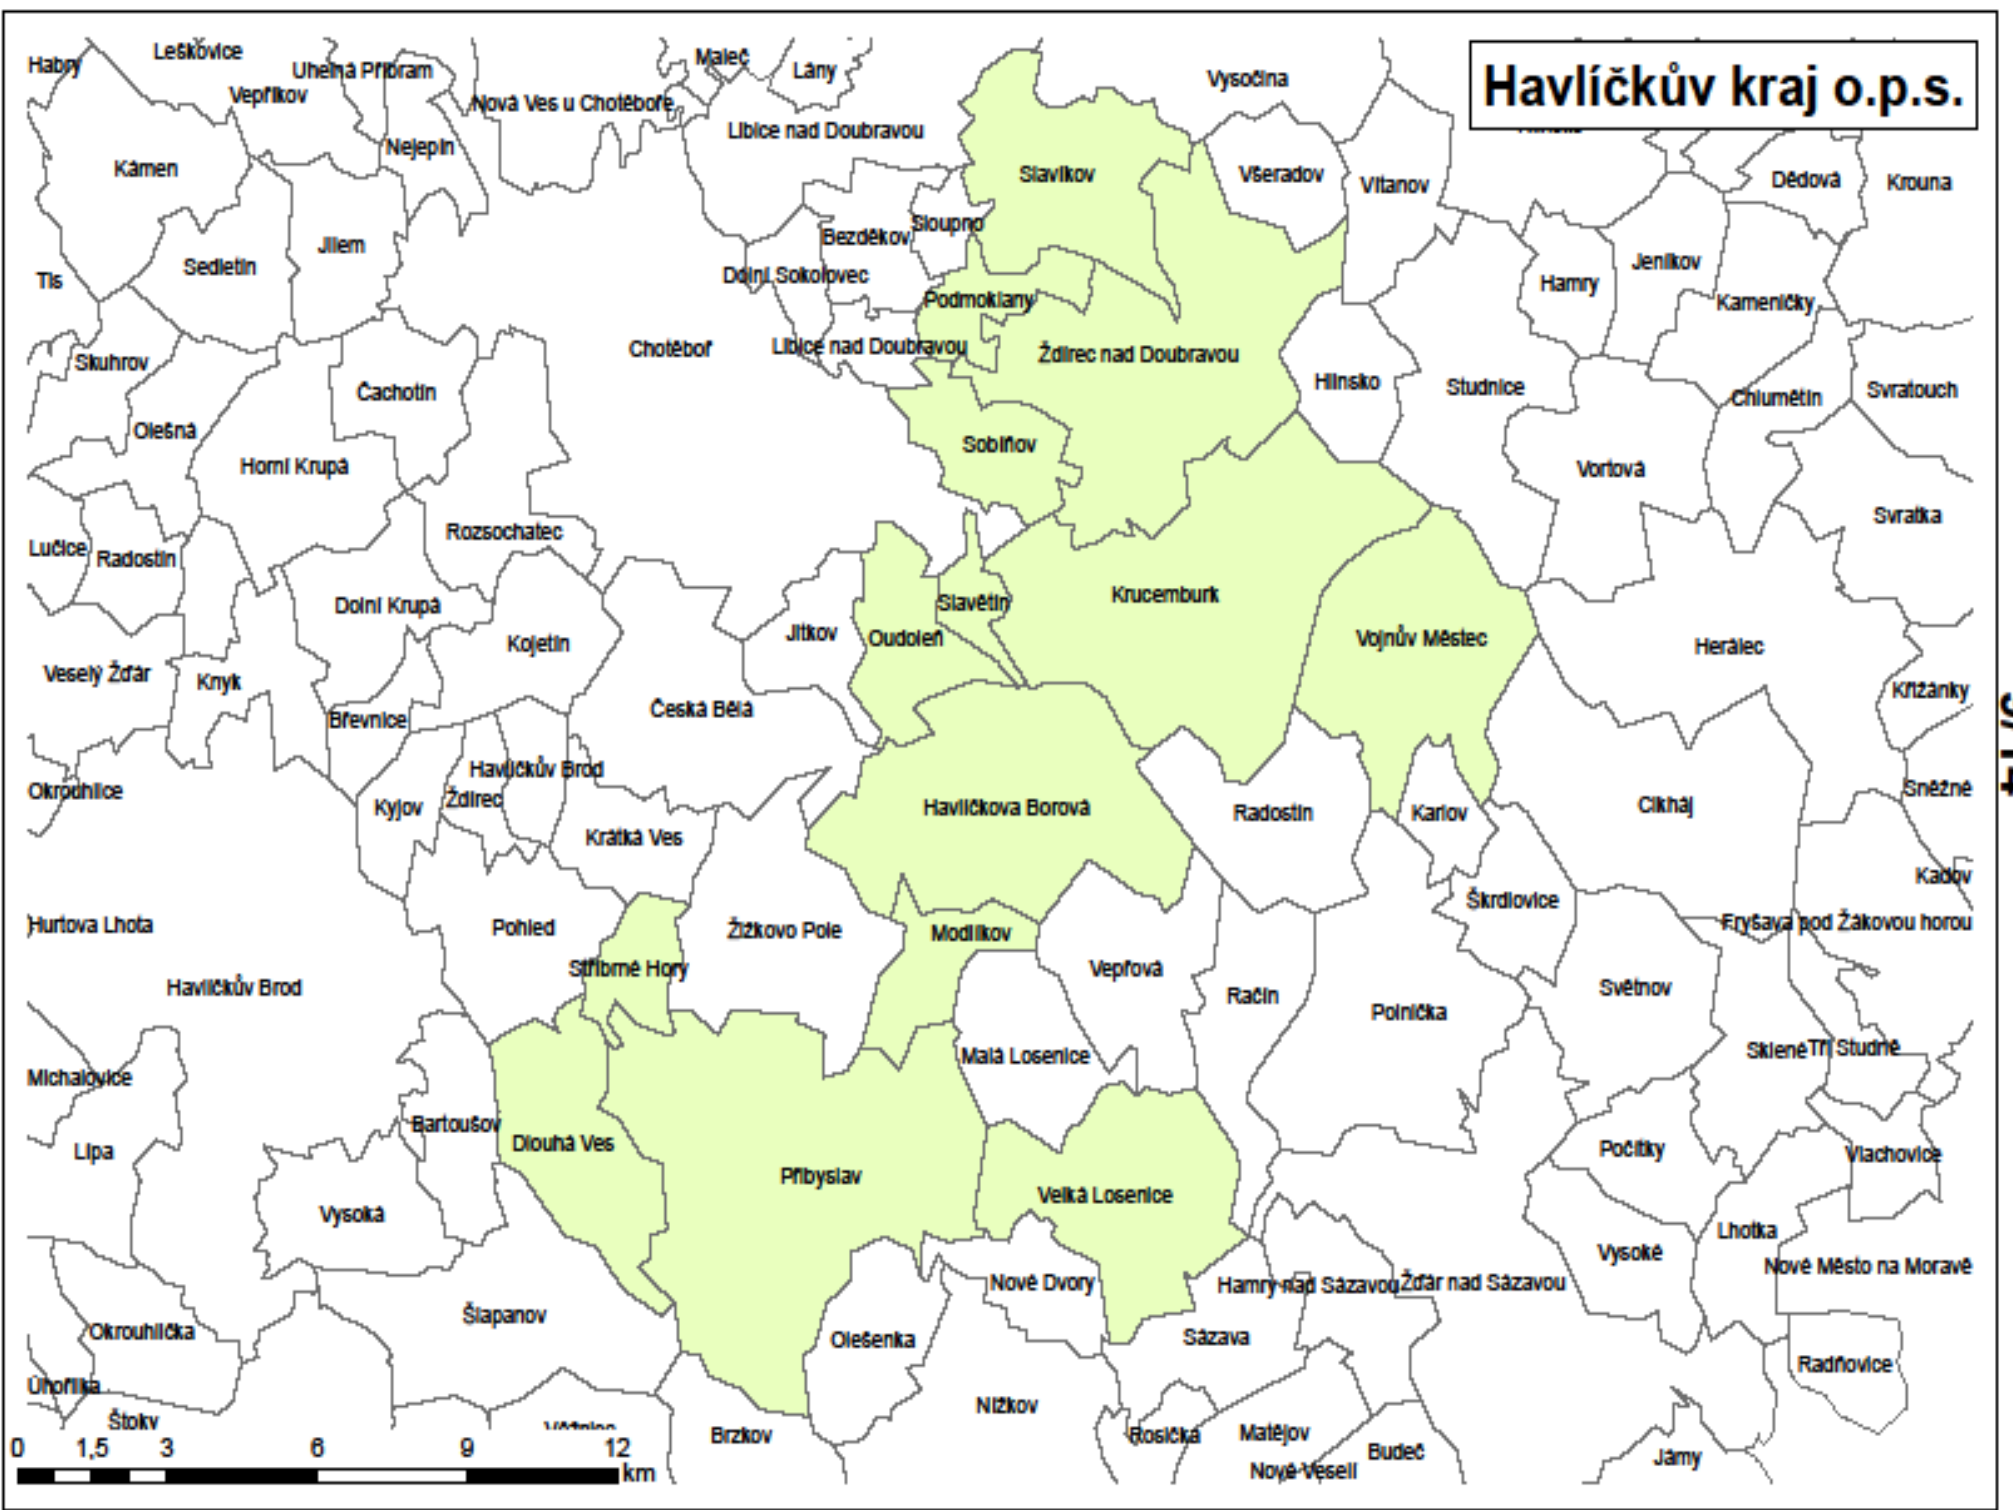 Havlíčkův kraj o.p.s.
Habry
Leškovice
Uhelná Příbram
Vepříkov
Maleč
Lány
Vysočina
Nová Ves u Chotěboře
Libice nad Doubravou
Nejepín
Kámen
Slavíkov
Všeradov
Vítanov
Dědová
Krouna
Sloupno
Bezděkov
Jilem
Sedletín
Tis
Dolní Sokolovec
Podmoklany
Hamry
Jeníkov
Kameničky
Skuhrov
Chotěboř
Libice nad Doubravou
Ždírec nad Doubravou
Hlinsko
Studnice
Chlumětín
Svratouch
Čachotín
Olešná
Horní Krupá
Sobíňov
Vortová
Svratka
Rozsochatec
Lučice
Radostín
Dolní Krupá
Kojetín
Jitkov
Oudoleň
Slavětín
Krucemburk
Vojnův Městec
Herálec
Veselý Žďár
Knyk
Břevnice
Česká Bělá
Křižánky
Okrouhlice
Havlíčkův Brod
Kyjov
Ždírec
Krátká Ves
Havlíčkova Borová
Radostín
Karlov
Cikháj
Sněžné
Kadov
Hurtova Lhota
Pohled
Žižkovo Pole
Modlíkov
Škrdlovice
Fryšava pod Žákovou horou
Stříbrné Hory
Vepřová
Račín
Polnička
Světnov
Havlíčkův Brod
Malá Losenice
Sklené
Tři Studně
Michalovice
Bartoušov
Dlouhá Ves
Lípa
Počítky
Vlachovice
Přibyslav
Velká Losenice
Vysoká
Vysoké
Lhotka
Nové Město na Moravě
Nové Dvory
Hamry nad Sázavou
Žďár nad Sázavou
Šlapanov
Okrouhlička
Olešenka
Sázava
Radňovice
Úhořilka
Štoky
Nížkov
Brzkov
Rosička
Matějov
Budeč
Nové Veselí
Jámy
0 1,5 3 6 9 12
km